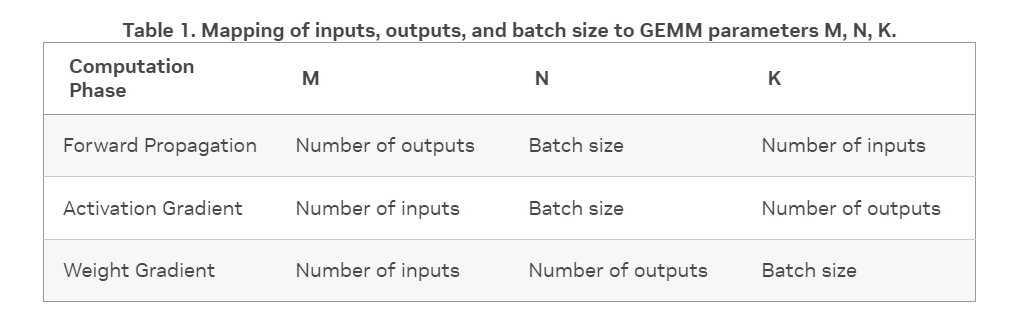 Table 1. Mapping of inputs, outputs, and batch size to GEMM parameters M, N, K.
Computation Phase M N K
Forward Propagation Number of outputs Batch size Number of inputs
Activation Gradient Number of inputs Batch size Number of outputs
Weight Gradient Number of inputs Number of outputs Batch size